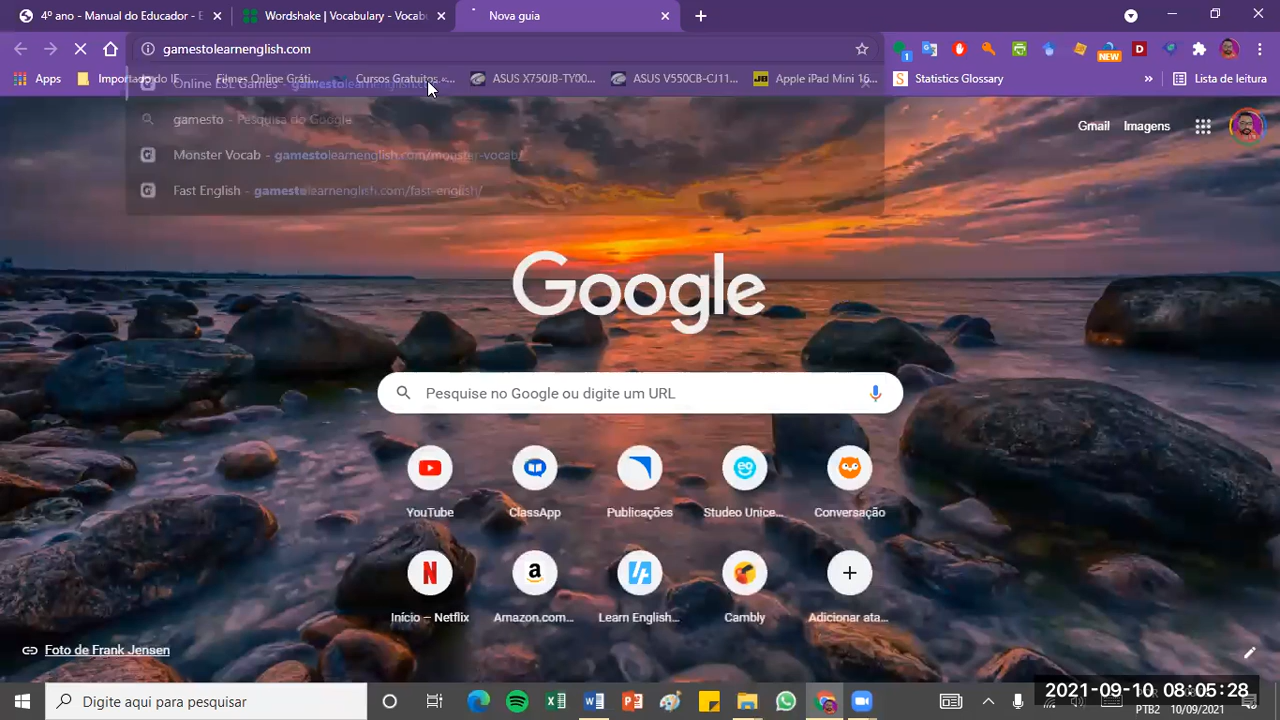 4º ano - Manual do Educador - E
Wordshake | Vocabulary - Vocabu
Nova guia
gamestolearnenglish.com
Apps
Importado do IE
Filmes Online Gráti...
Cursos Gratuitos -...
ASUS X750JB-TY00...
ASUS V550CB-CJ11...
Apple iPad Mini 16...
NEW
Statistics Glossary
»
Lista de leitura
Online ESL Games - gamestolearnenglish.com
gamesto - Pesquisa do Google
Monster Vocab - gamestolearnenglish.com/monster-vocab/
Fast English - gamestolearnenglish.com/fast-english/
Gmail
Imagens
Google
Pesquise no Google ou digite um URL
YouTube
ClassApp
Publicações
Studeo Unice...
Conversação
Início – Netflix
Amazon.com...
Learn English...
Cambly
Adicionar ata...
Foto de Frank Jensen
Digite aqui para pesquisar
2021-09-10 08:05:28
PTB2
10/09/2021